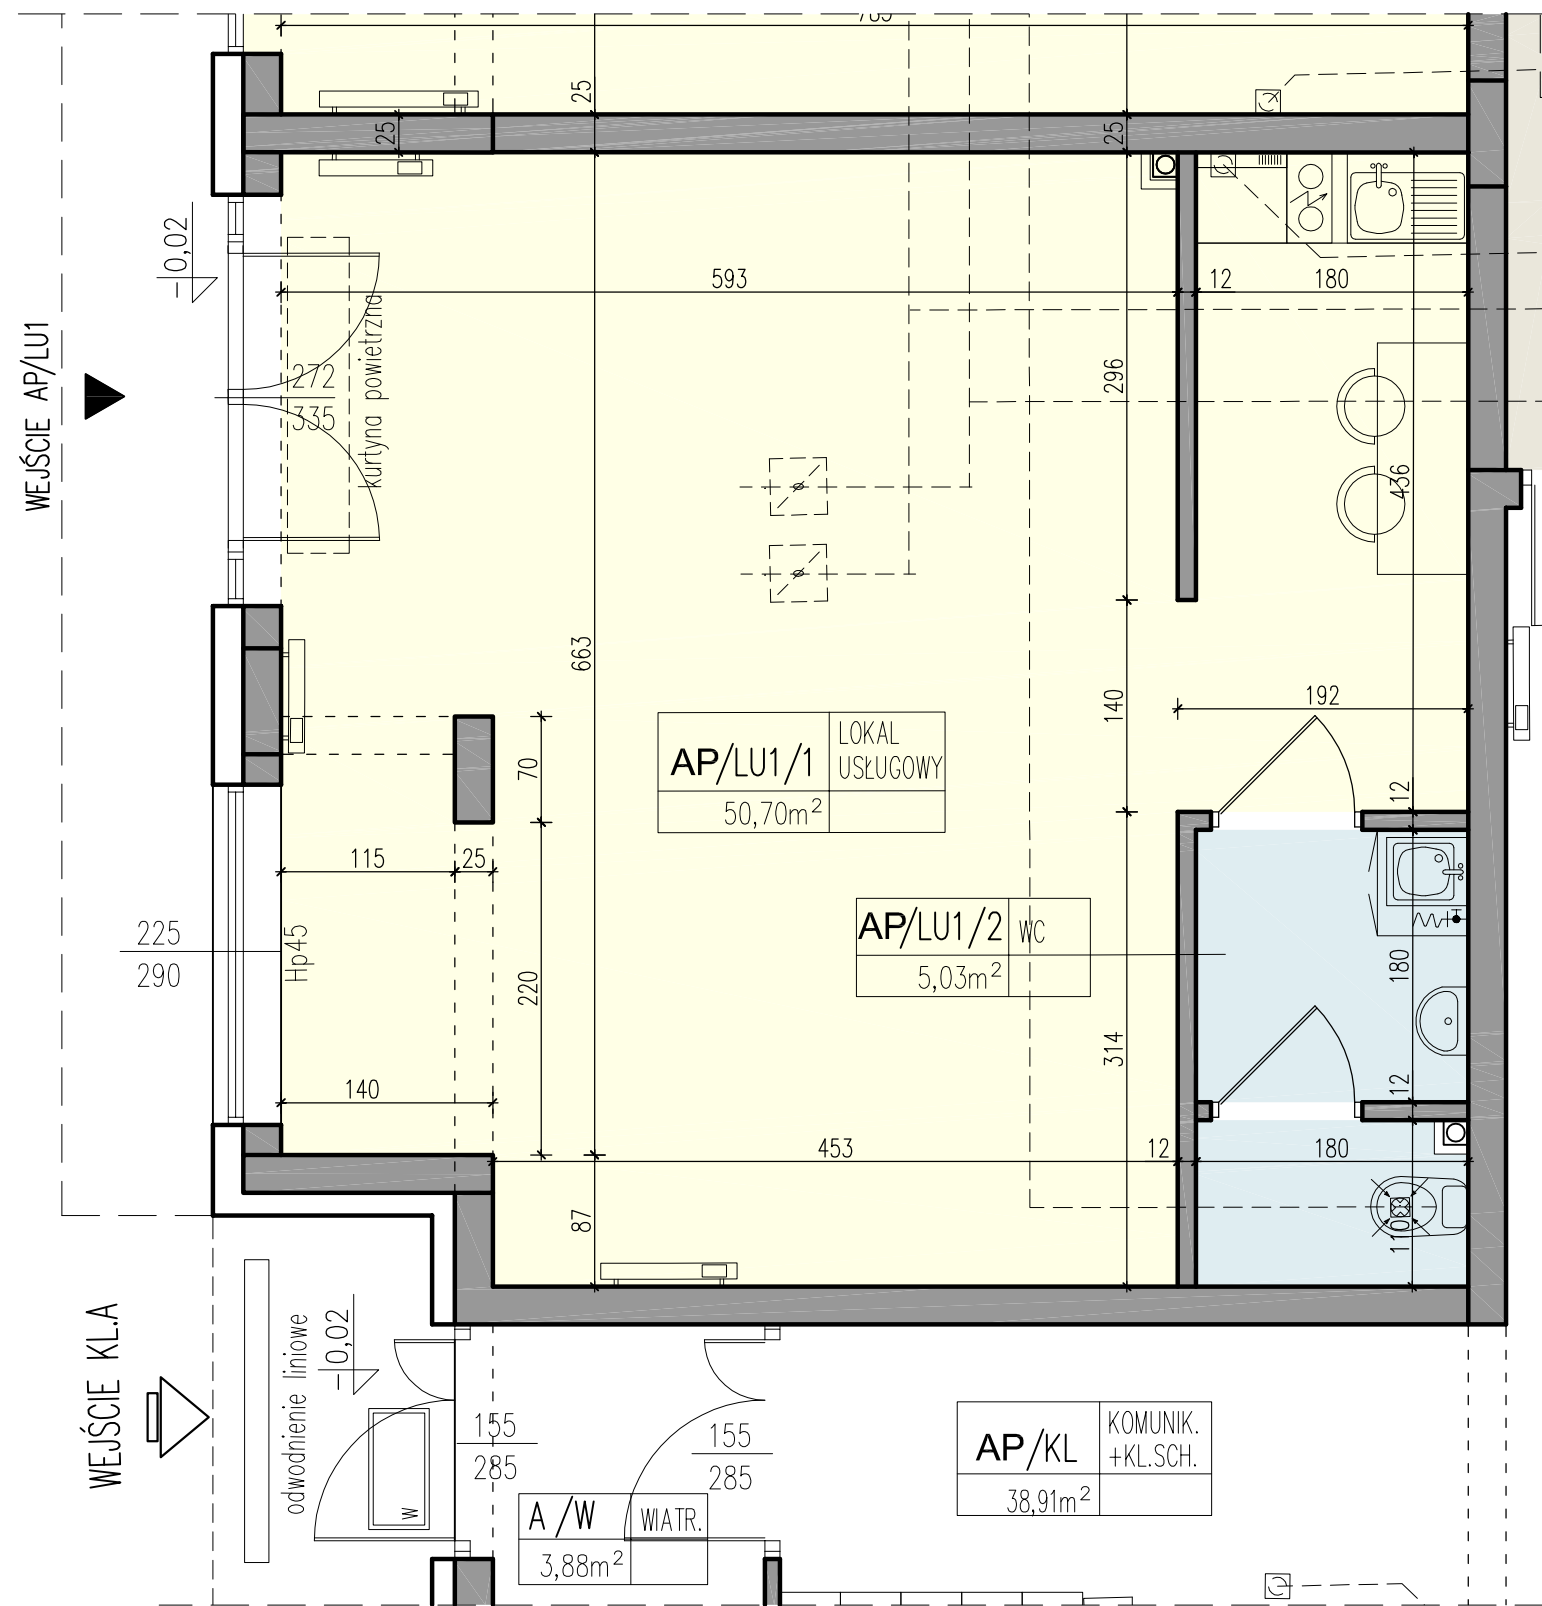 25
25
25
-0,02
593
12
180
WEJŚCIE AP/LU1
272
335
kurtyna powietrzna
296
436
663
140
192
AP/LU1/1
LOKAL
USŁUGOWY
50,70m²
70
12
115
25
225
290
Hp45
AP/LU1/2
WC
5,03m²
220
180
314
140
12
453
12
180
87
110
WEJŚCIE KL.A
odwodnienie liniowe
-0,02
155
285
155
285
W
AP/KL
KOMUNIK.
+KL.SCH.
38,91m²
A /W
WIATR.
3,88m²